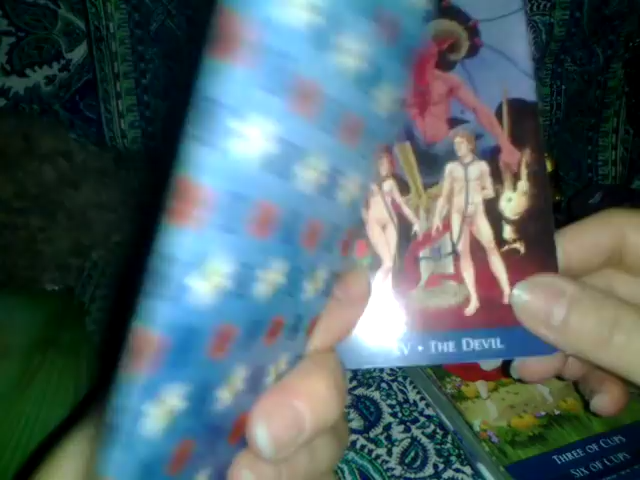 XV • THE DEVIL
THREE OF CUPS
SIX OF CUPS